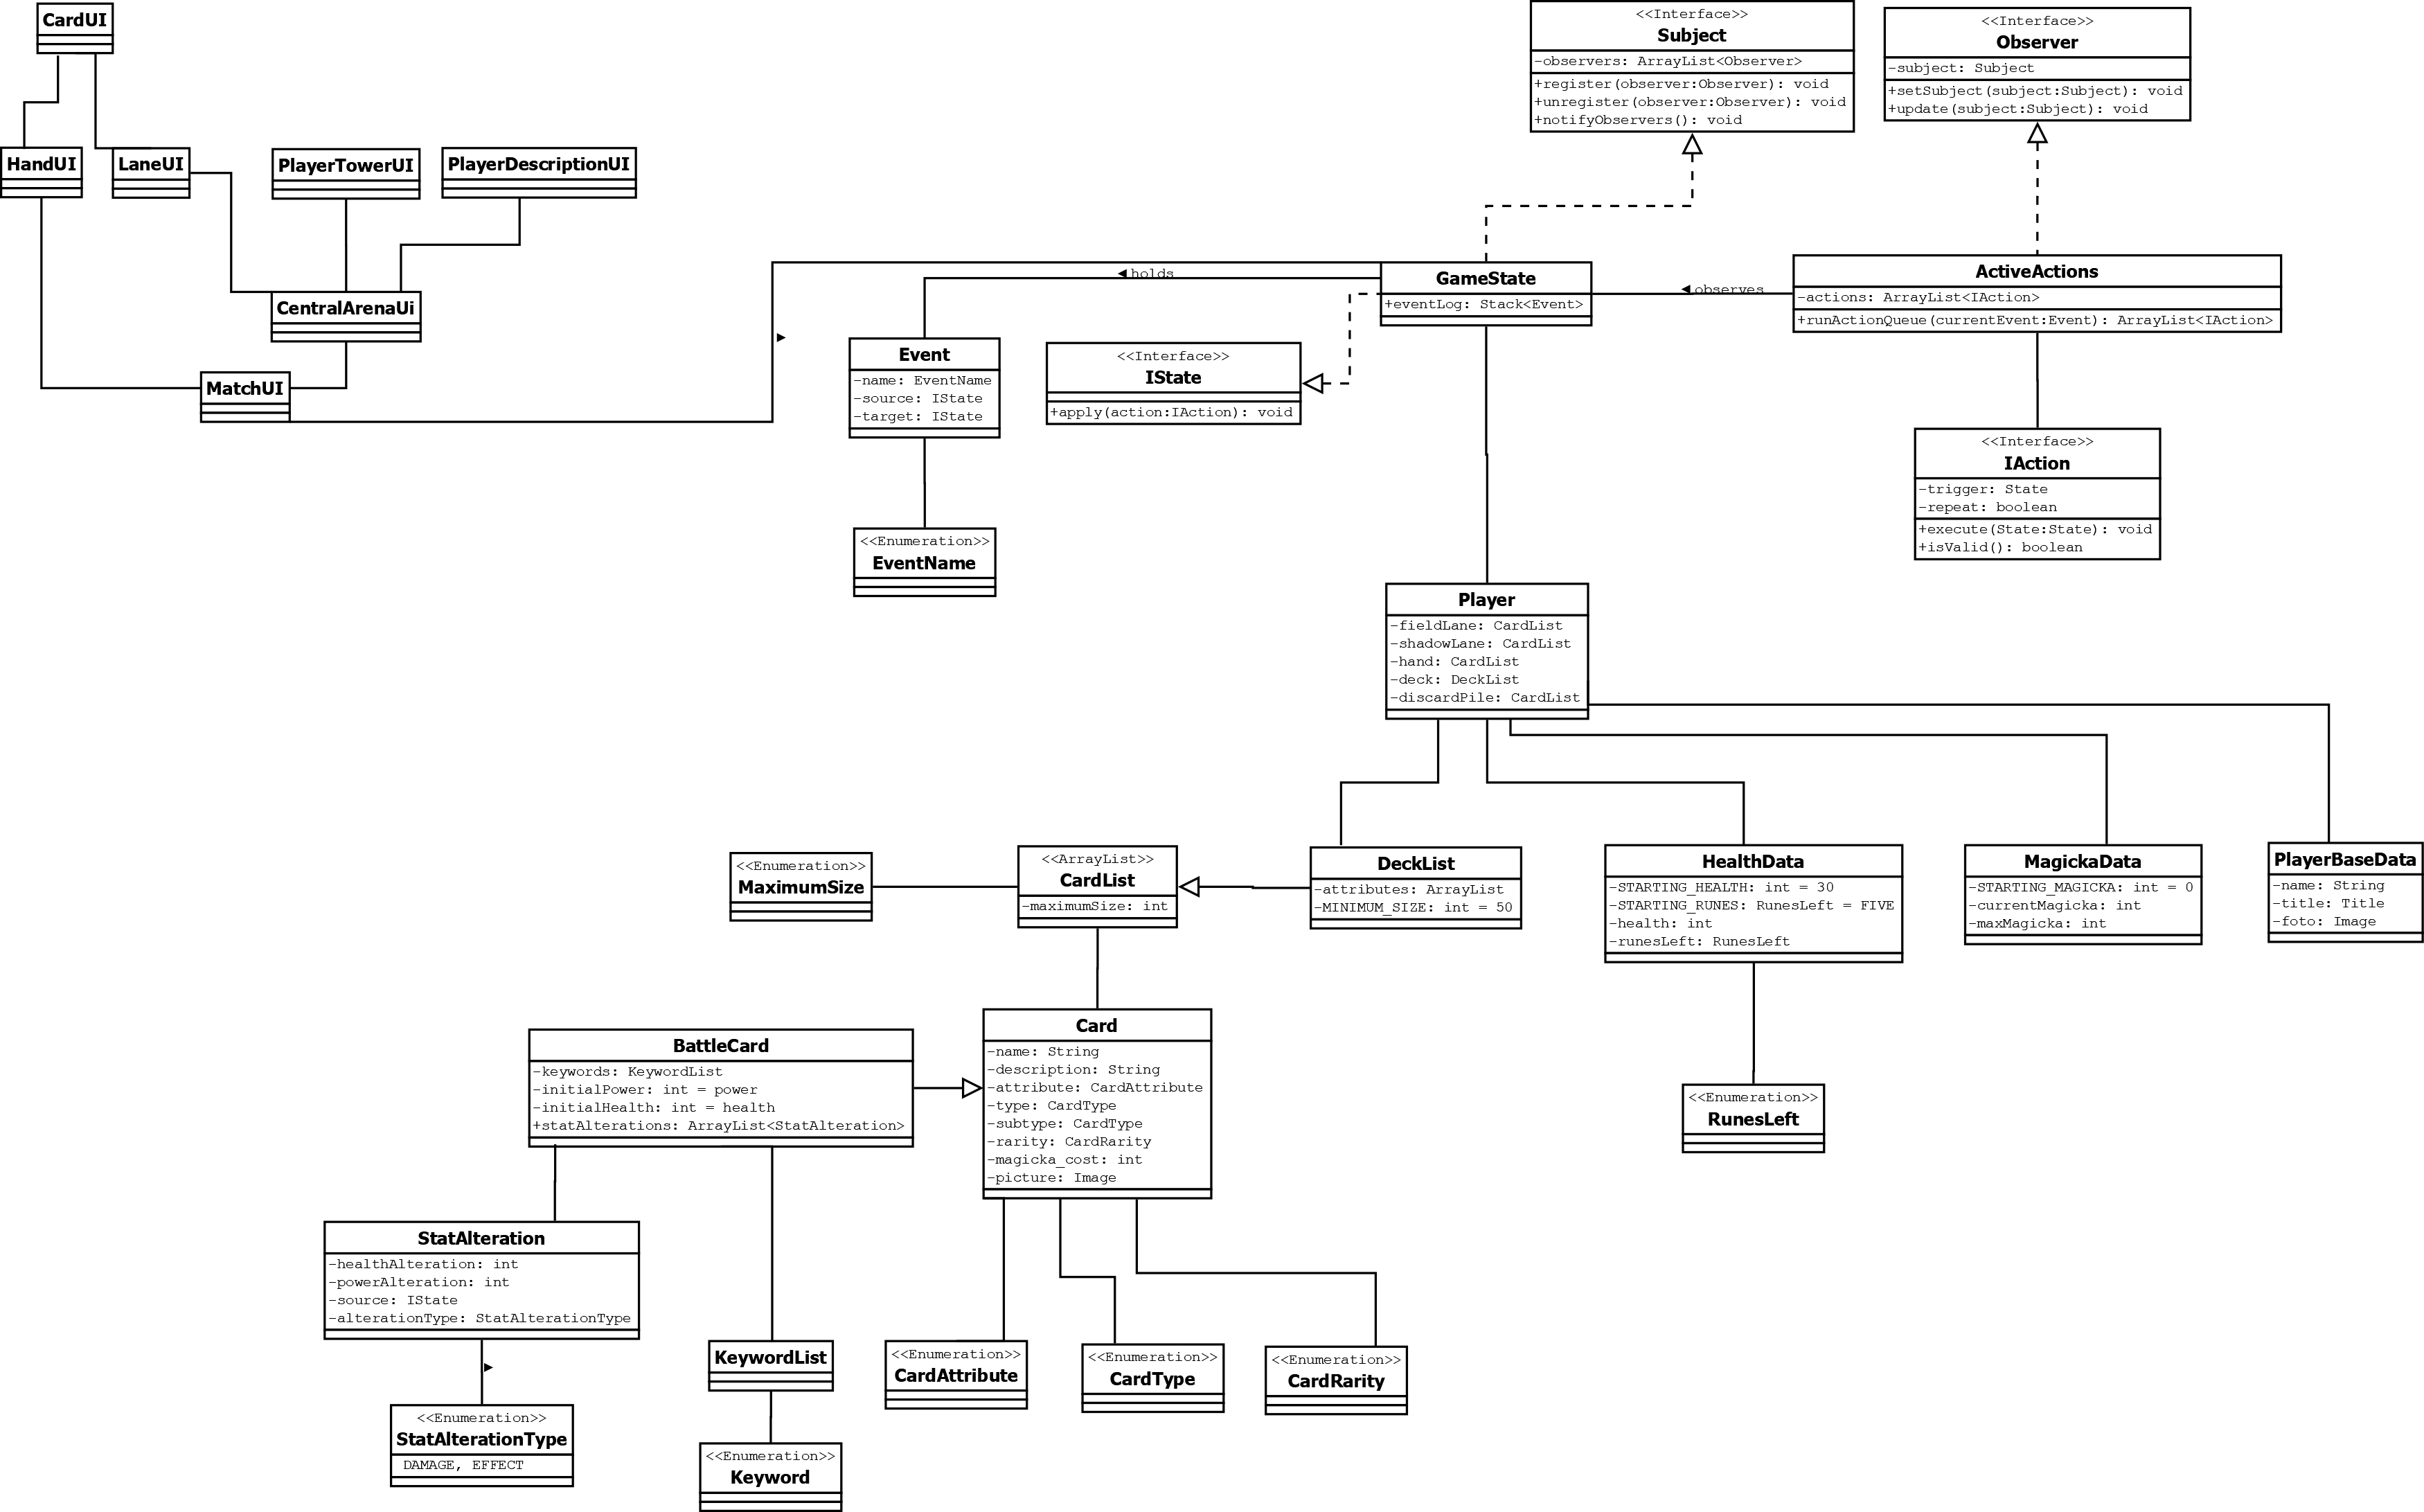 CardUI
HandUI
LaneUI
PlayerTowerUI
PlayerDescriptionUI
CentralArenaUi
MatchUI
<<Interface>>
Subject
-observers: ArrayList<Observer>
+register(observer:Observer): void
+unregister(observer:Observer): void
+notifyObservers(): void
<<Interface>>
Observer
-subject: Subject
+setSubject(subject:Subject): void
+update(subject:Subject): void
holds
GameState
+eventLog: Stack<Event>
observes
ActiveActions
-actions: ArrayList<IAction>
+runActionQueue(currentEvent:Event): ArrayList<IAction>
Event
-name: EventName
-source: IState
-target: IState
<<Interface>>
IState
+apply(action:IAction): void
<<Interface>>
IAction
-trigger: State
-repeat: boolean
+execute(State:State): void
+isValid(): boolean
<<Enumeration>>
EventName
Player
-fieldLane: CardList
-shadowLane: CardList
-hand: CardList
-deck: DeckList
-discardPile: CardList
<<Enumeration>>
MaximumSize
<<ArrayList>>
CardList
-maximumSize: int
DeckList
-attributes: ArrayList
-MINIMUM_SIZE: int = 50
HealthData
-STARTING_HEALTH: int = 30
-STARTING_RUNES: RunesLeft = FIVE
-health: int
-runesLeft: RunesLeft
MagickaData
-STARTING_MAGICKA: int = 0
-currentMagicka: int
-maxMagicka: int
PlayerBaseData
-name: String
-title: Title
-foto: Image
BattleCard
-keywords: KeywordList
-initialPower: int = power
-initialHealth: int = health
+statAlterations: ArrayList<StatAlteration>
Card
-name: String
-description: String
-attribute: CardAttribute
-type: CardType
-subtype: CardType
-rarity: CardRarity
-magicka_cost: int
-picture: Image
<<Enumeration>>
RunesLeft
StatAlteration
-healthAlteration: int
-powerAlteration: int
-source: IState
-alterationType: StatAlterationType
KeywordList
<<Enumeration>>
CardAttribute
<<Enumeration>>
CardType
<<Enumeration>>
CardRarity
<<Enumeration>>
StatAlterationType
DAMAGE, EFFECT
<<Enumeration>>
Keyword